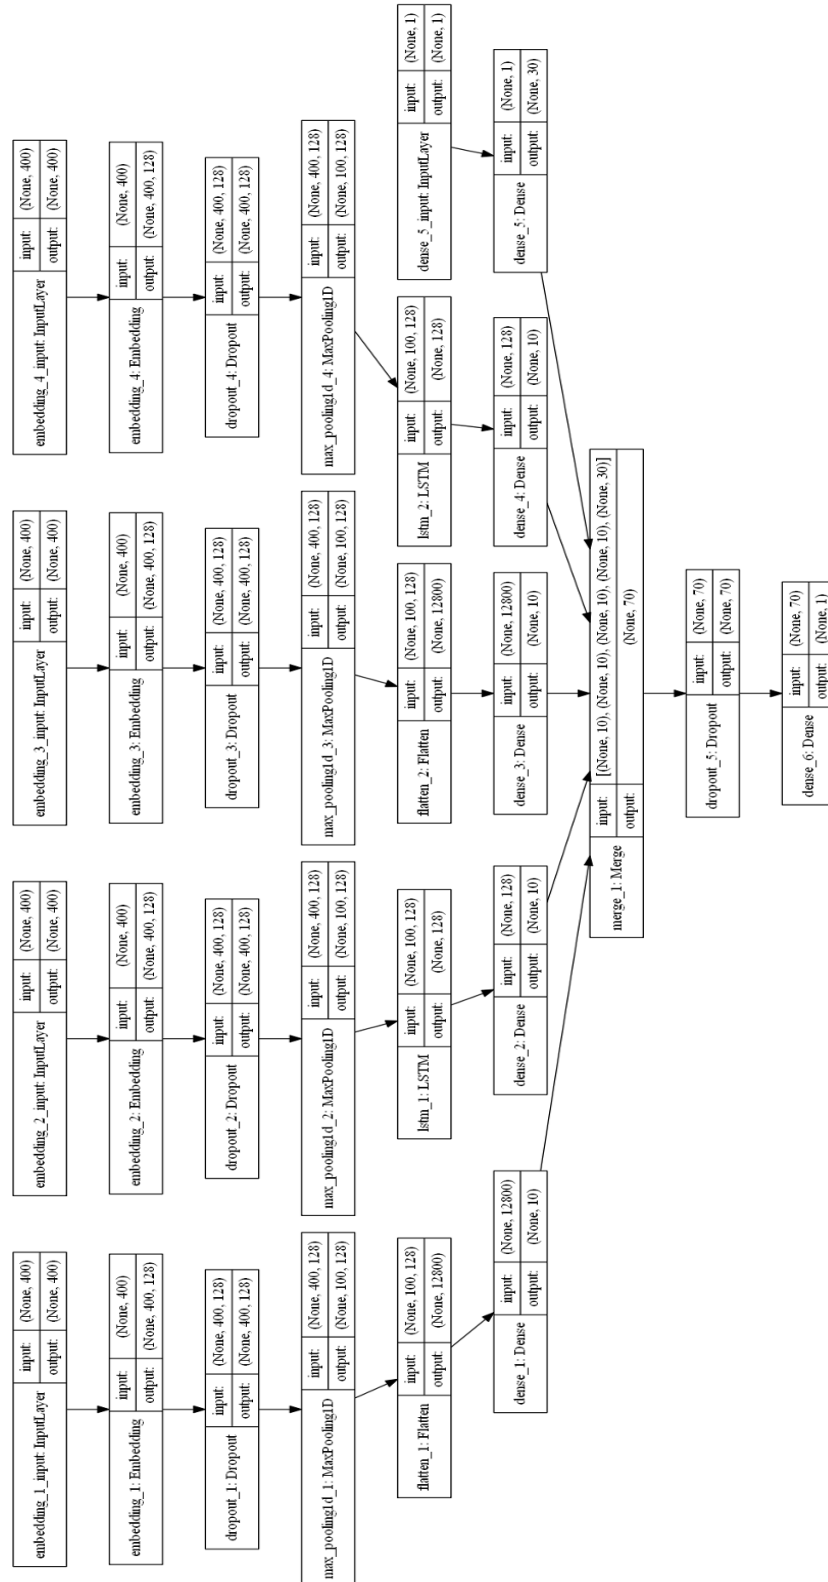 embedding_1_input: InputLayer
input:
(None, 400)
output:
(None, 400)
embedding_2_input: InputLayer
input:
(None, 400)
output:
(None, 400)
embedding_3_input: InputLayer
input:
(None, 400)
output:
(None, 400)
embedding_4_input: InputLayer
input:
(None, 400)
output:
(None, 400)
embedding_1: Embedding
input:
(None, 400)
output:
(None, 400, 128)
embedding_2: Embedding
input:
(None, 400)
output:
(None, 400, 128)
embedding_3: Embedding
input:
(None, 400)
output:
(None, 400, 128)
embedding_4: Embedding
input:
(None, 400)
output:
(None, 400, 128)
dropout_1: Dropout
input:
(None, 400, 128)
output:
(None, 400, 128)
dropout_2: Dropout
input:
(None, 400, 128)
output:
(None, 400, 128)
dropout_3: Dropout
input:
(None, 400, 128)
output:
(None, 400, 128)
dropout_4: Dropout
input:
(None, 400, 128)
output:
(None, 400, 128)
max_pooling1d_1: MaxPooling1D
input:
(None, 400, 128)
output:
(None, 100, 128)
max_pooling1d_2: MaxPooling1D
input:
(None, 400, 128)
output:
(None, 100, 128)
max_pooling1d_3: MaxPooling1D
input:
(None, 400, 128)
output:
(None, 100, 128)
max_pooling1d_4: MaxPooling1D
input:
(None, 400, 128)
output:
(None, 100, 128)
flatten_1: Flatten
input:
(None, 100, 128)
output:
(None, 12800)
lstm_1: LSTM
input:
(None, 100, 128)
output:
(None, 128)
flatten_2: Flatten
input:
(None, 100, 128)
output:
(None, 12800)
lstm_2: LSTM
input:
(None, 100, 128)
output:
(None, 128)
dense_5_input: InputLayer
input:
(None, 1)
output:
(None, 1)
dense_1: Dense
input:
(None, 12800)
output:
(None, 10)
dense_2: Dense
input:
(None, 128)
output:
(None, 10)
dense_3: Dense
input:
(None, 12800)
output:
(None, 10)
dense_4: Dense
input:
(None, 128)
output:
(None, 10)
dense_5: Dense
input:
(None, 1)
output:
(None, 30)
merge_1: Merge
input:
[(None, 10), (None, 10), (None, 10), (None, 10), (None, 30)]
output:
(None, 70)
dropout_5: Dropout
input:
(None, 70)
output:
(None, 70)
dense_6: Dense
input:
(None, 70)
output:
(None, 1)